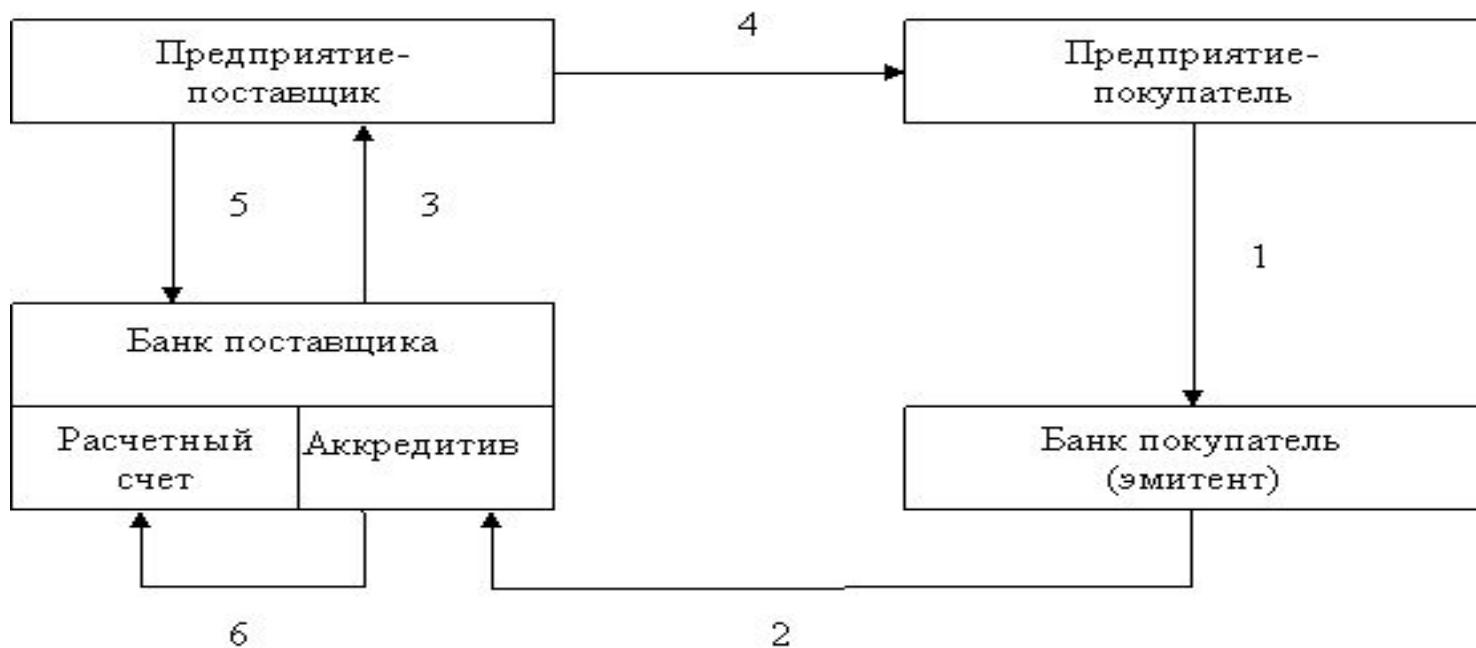 4
Предприятие-
поставщик
Предприятие-
покупатель
5
3
1
Банк поставщика
Расчетный
счет
Аккредитив
Банк покупатель
(эмитент)
6
2